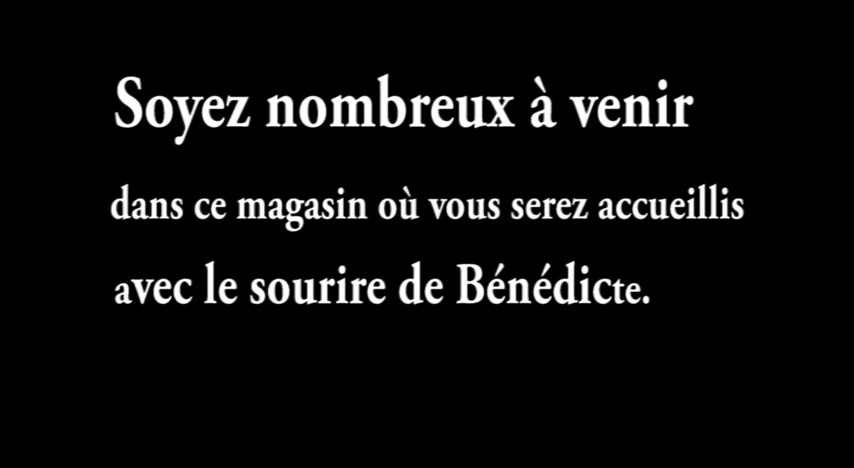 Soyez nombreux à venir
dans ce magasin où vous serez accueillis
avec le sourire de Bénédicte.